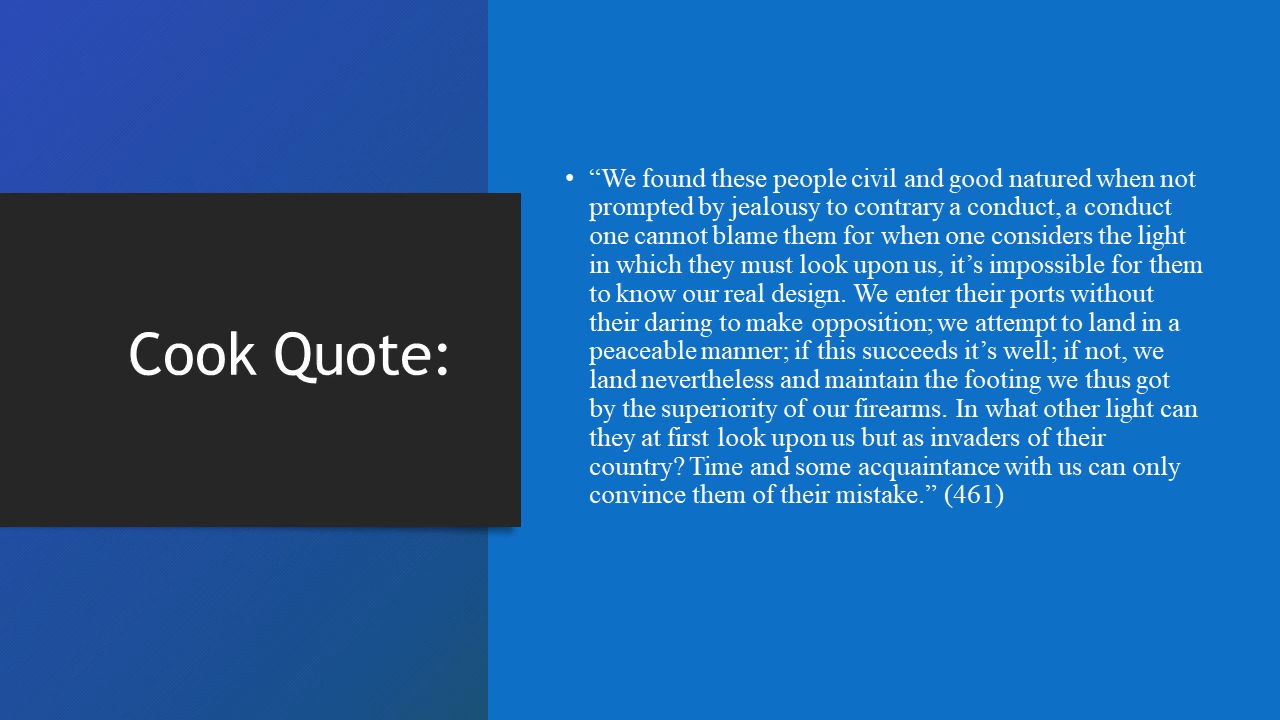 Cook Quote:
• “We found these people civil and good natured when not
prompted by jealousy to contrary a conduct, a conduct
one cannot blame them for when one considers the light
in which they must look upon us, it’s impossible for them
to know our real design. We enter their ports without
their daring to make opposition; we attempt to land in a
peaceable manner; if this succeeds it’s well; if not, we
land nevertheless and maintain the footing we thus got
by the superiority of our firearms. In what other light can
they at first look upon us but as invaders of their
country? Time and some acquaintance with us can only
convince them of their mistake.” (461)